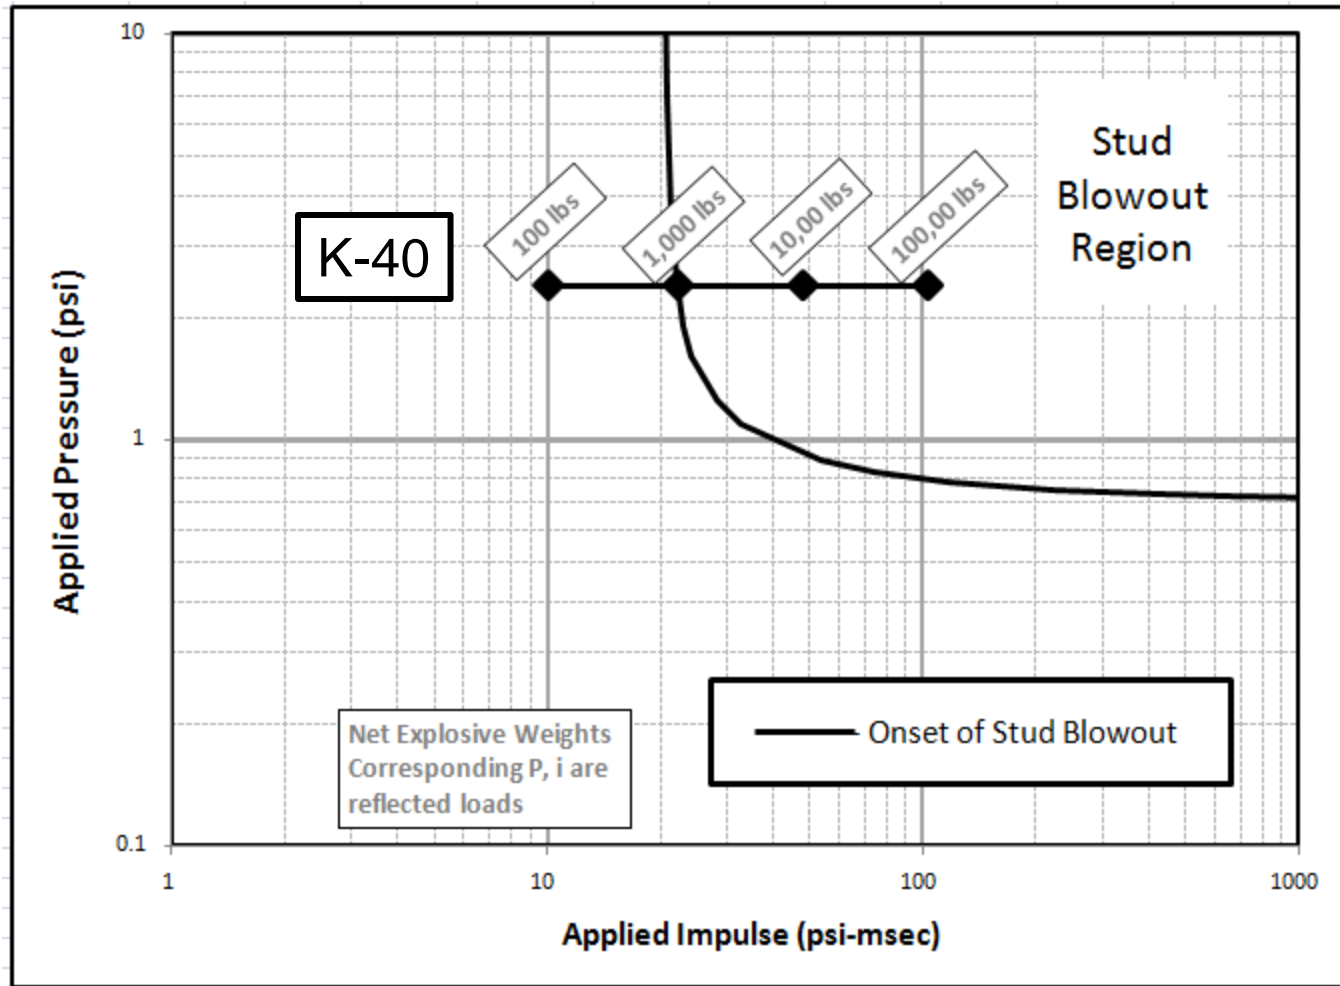 10
Stud
Blowout
Region
100 lbs
1,000 lbs
10,00 lbs
100,00 lbs
K-40
Applied Pressure (psi)
1
Net Explosive Weights
Corresponding P, i are
reflected loads
Onset of Stud Blowout
0.1
1
10
100
1000
Applied Impulse (psi-msec)